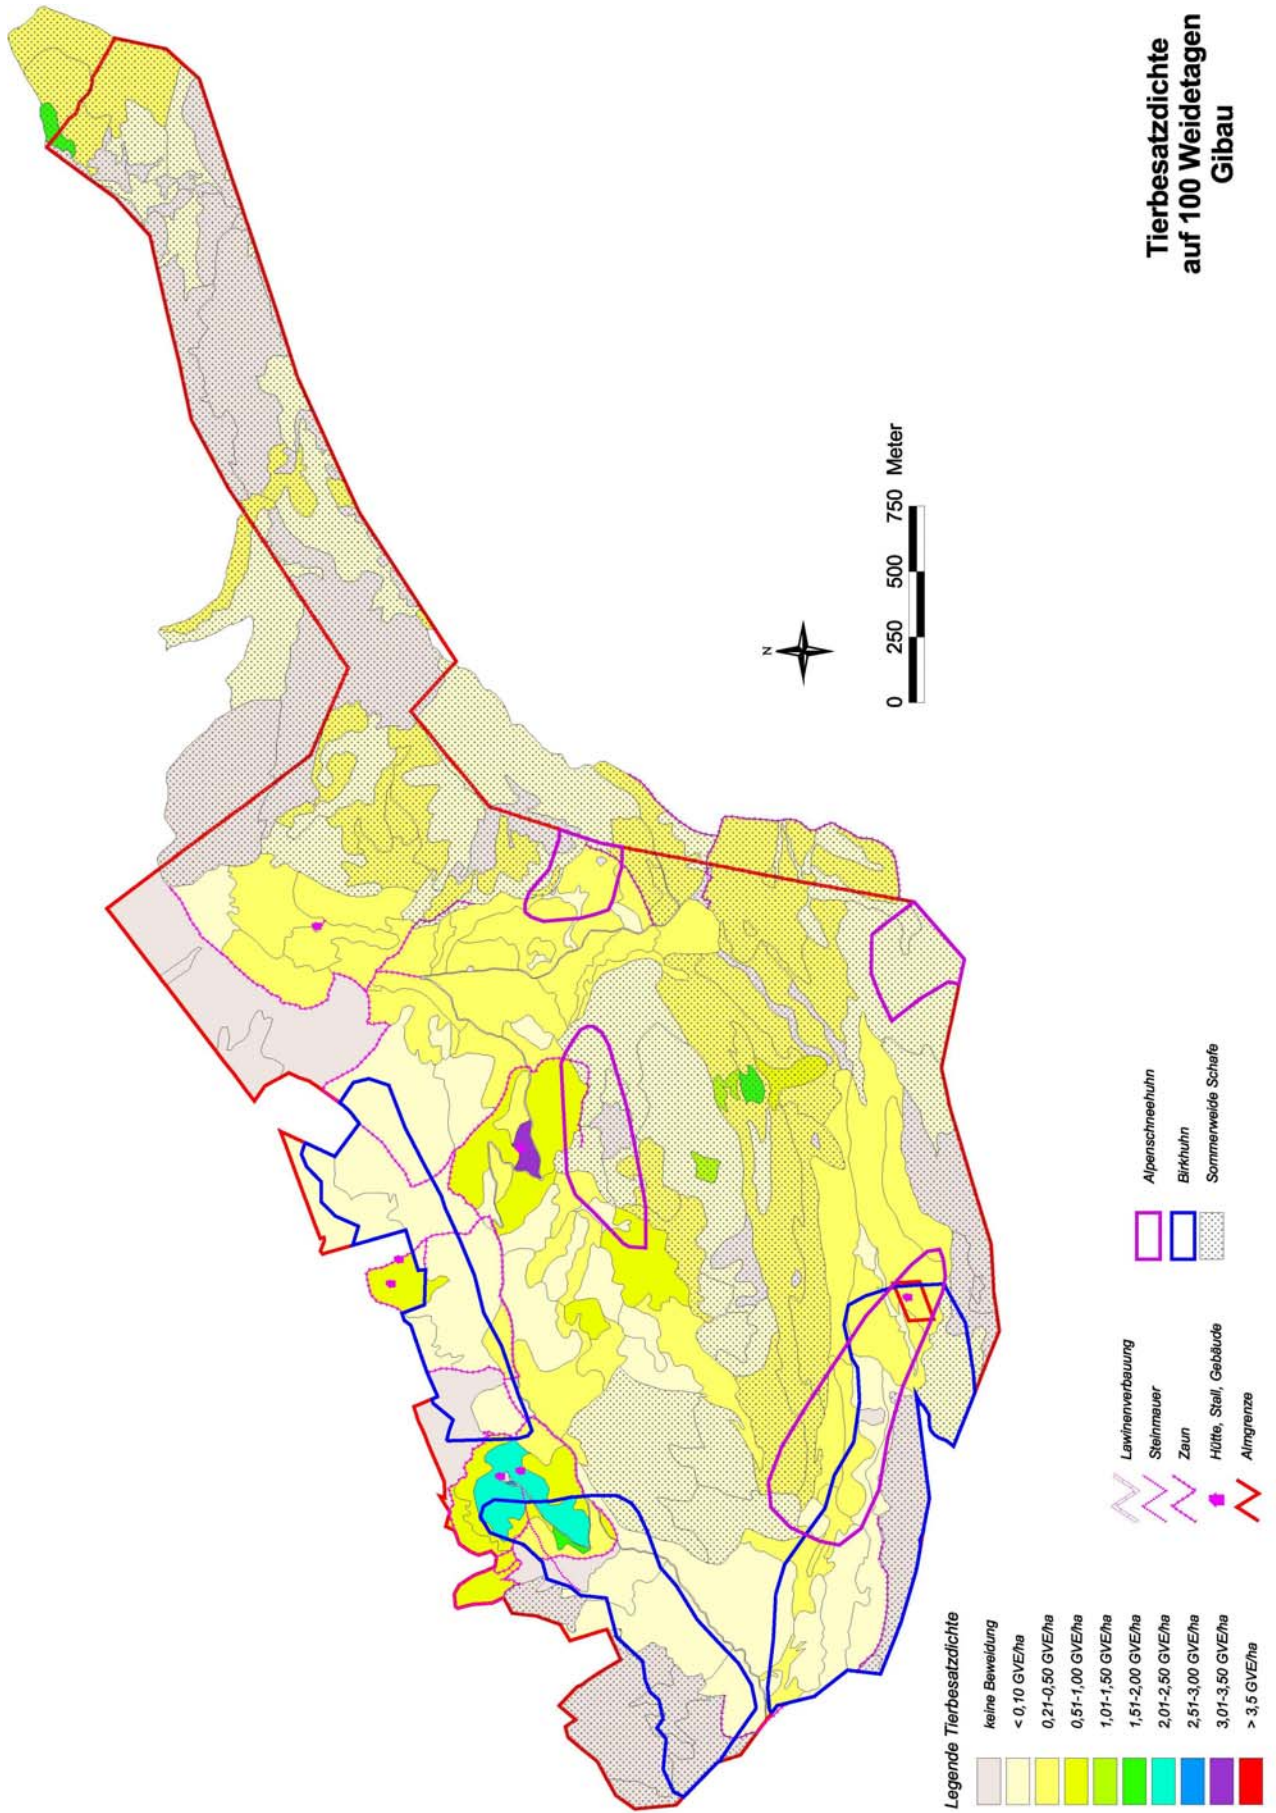 Tierbesatzdichte
auf 100 Weidetagen
Gibau
N
0 250 500 750 Meter
Legende Tierbesatzdichte
keine Beweidung
< 0,10 GVE/ha
0,21-0,50 GVE/ha
0,51-1,00 GVE/ha
1,01-1,50 GVE/ha
1,51-2,00 GVE/ha
2,01-2,50 GVE/ha
2,51-3,00 GVE/ha
3,01-3,50 GVE/ha
> 3,5 GVE/ha
Lawinenverbauung
Steinmauer
Zaun
Hütte, Stall, Gebäude
Almgrenze
Alpenschneehuhn
Birkhuhn
Sommerweide Schafe